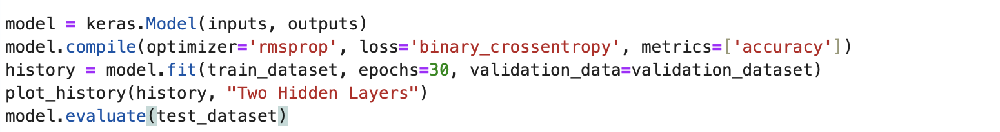 model = keras.Model(inputs, outputs)
model.compile(optimizer='rmsprop', loss='binary_crossentropy', metrics=['accuracy'])
history = model.fit(train_dataset, epochs=30, validation_data=validation_dataset)
plot_history(history, "Two Hidden Layers")
model.evaluate(test_dataset)